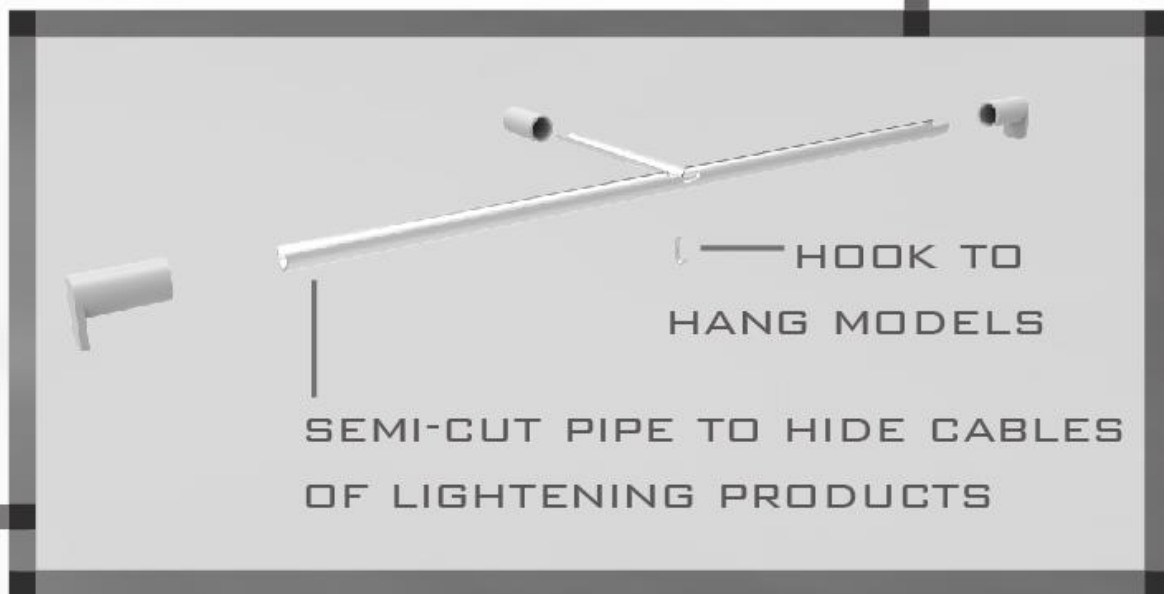 HOOK TO
HANG MODELS
SEMI-CUT PIPE TO HIDE CABLES
OF LIGHTENING PRODUCTS